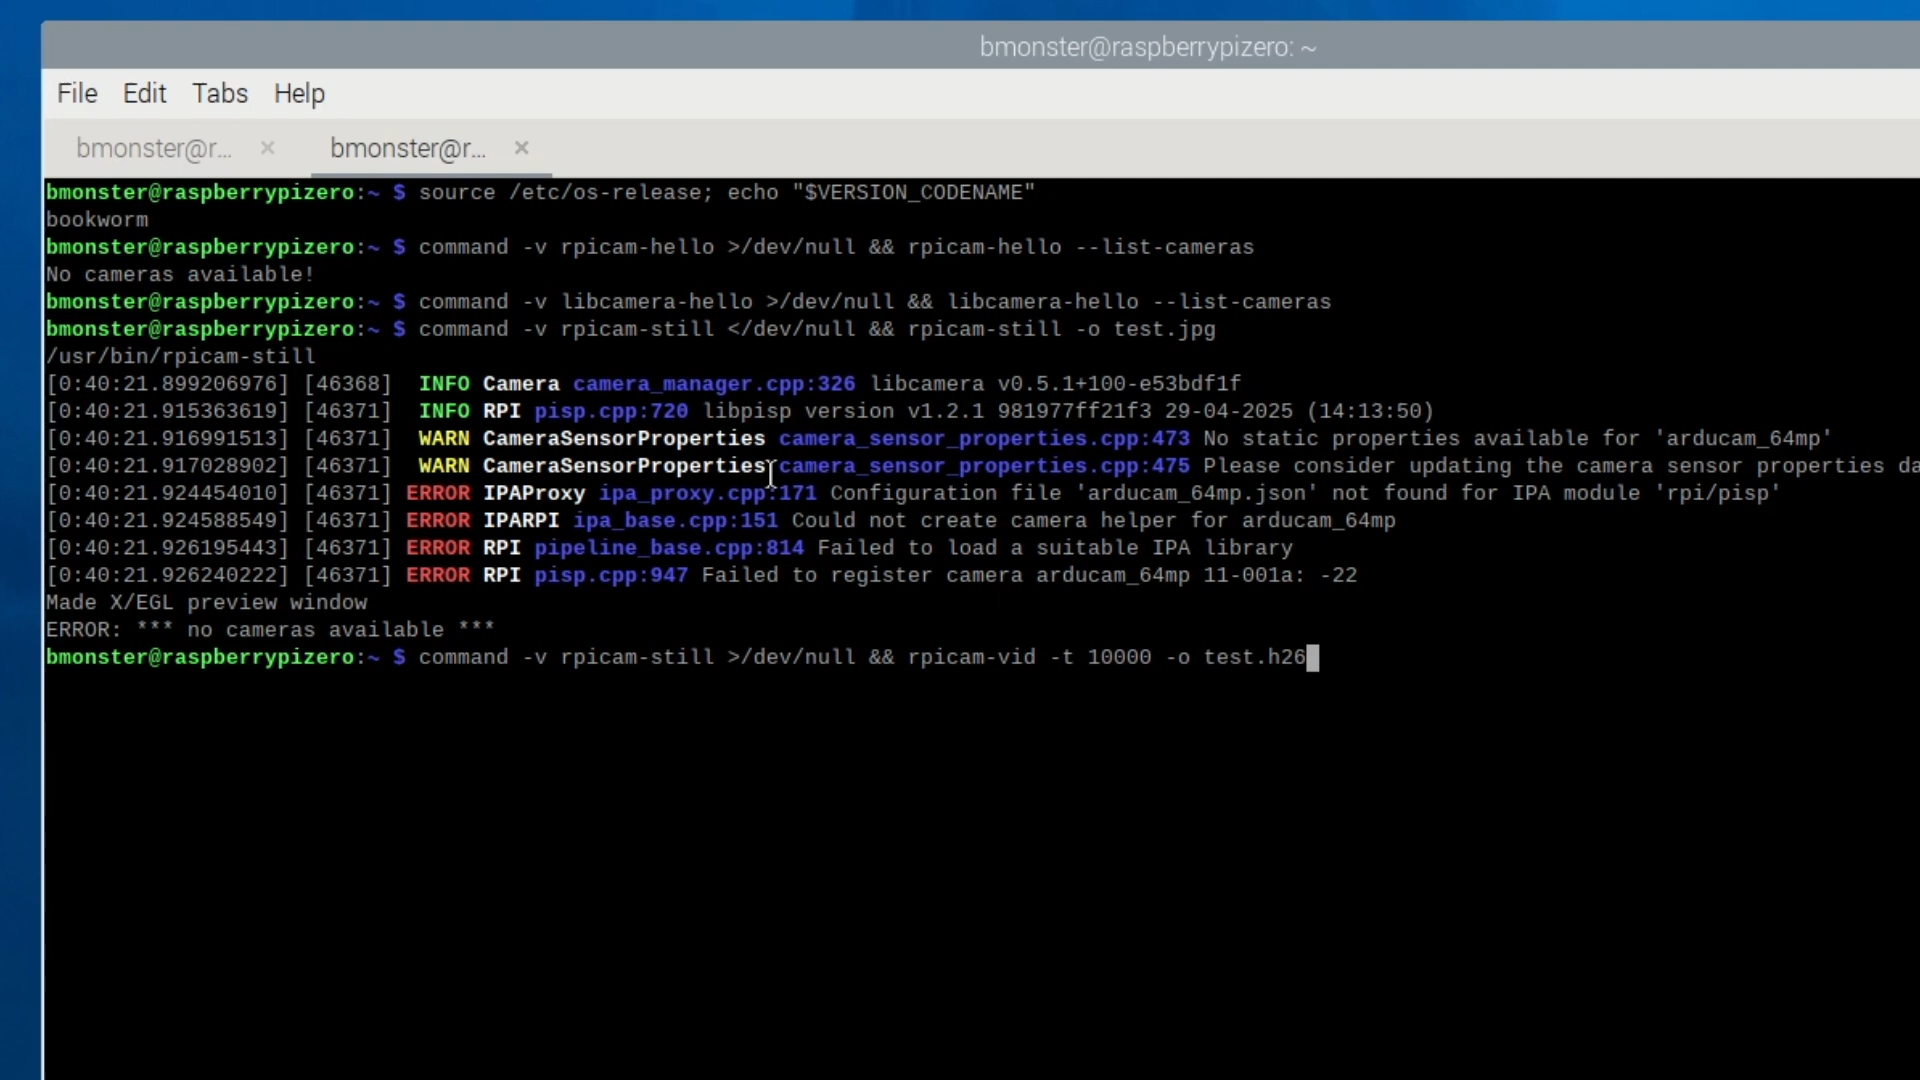 bmonster@raspberrypizero: ~
File Edit Tabs Help
bmonster@r... × bmonster@r... ×
bmonster@raspberrypizero:~ $ source /etc/os-release; echo "$VERSION_CODENAME"
bookworm
bmonster@raspberrypizero:~ $ command -v rpicam-hello >/dev/null && rpicam-hello --list-cameras
No cameras available!
bmonster@raspberrypizero:~ $ command -v libcamera-hello >/dev/null && libcamera-hello --list-cameras
bmonster@raspberrypizero:~ $ command -v rpicam-still </dev/null && rpicam-still -o test.jpg
/usr/bin/rpicam-still
[0:40:21.899206976] [46368]  INFO Camera camera_manager.cpp:326 libcamera v0.5.1+100-e53bdf1f
[0:40:21.915363619] [46371]  INFO RPI pisp.cpp:720 libpisp version v1.2.1 981977ff21f3 29-04-2025 (14:13:50)
[0:40:21.916991513] [46371]  WARN CameraSensorProperties camera_sensor_properties.cpp:473 No static properties available for 'arducam_64mp'
[0:40:21.917028902] [46371]  WARN CameraSensorProperties camera_sensor_properties.cpp:475 Please consider updating the camera sensor properties da
[0:40:21.924454010] [46371] ERROR IPAProxy ipa_proxy.cpp:171 Configuration file 'arducam_64mp.json' not found for IPA module 'rpi/pisp'
[0:40:21.924588549] [46371] ERROR IPARPI ipa_base.cpp:151 Could not create camera helper for arducam_64mp
[0:40:21.926195443] [46371] ERROR RPI pipeline_base.cpp:814 Failed to load a suitable IPA library
[0:40:21.926240222] [46371] ERROR RPI pisp.cpp:947 Failed to register camera arducam_64mp 11-001a: -22
Made X/EGL preview window
ERROR: *** no cameras available ***
bmonster@raspberrypizero:~ $ command -v rpicam-still >/dev/null && rpicam-vid -t 10000 -o test.h26